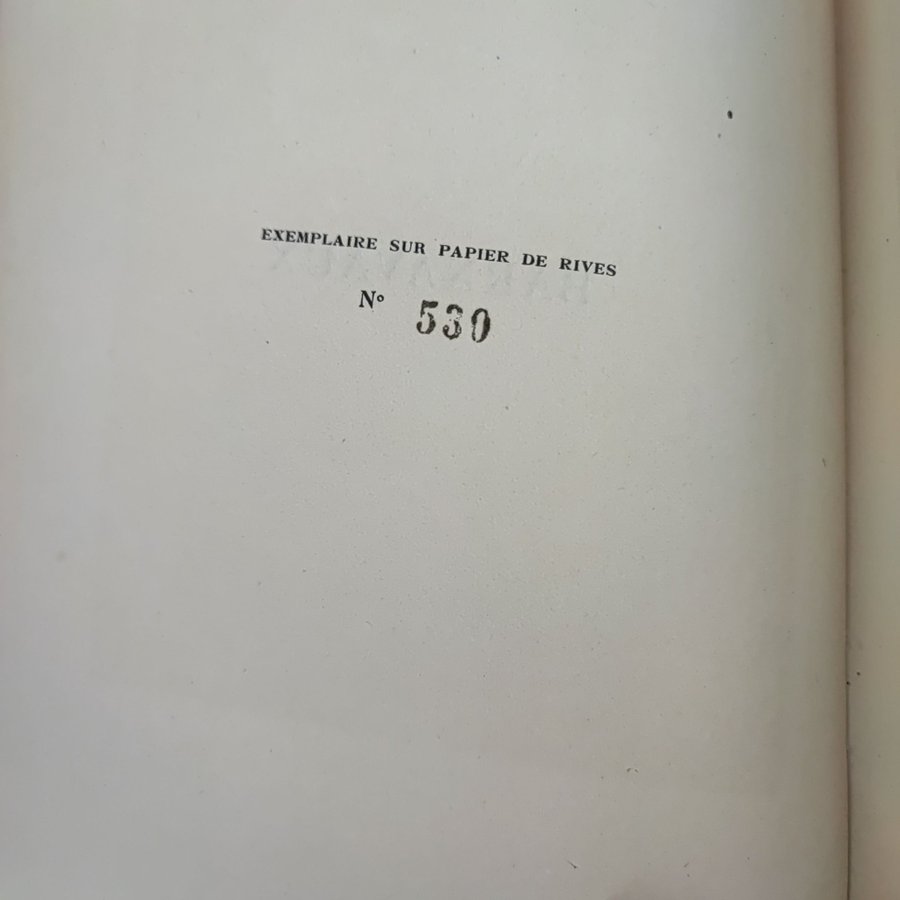 EXEMPLAIRE SUR PAPIER DE RIVES
N° 530